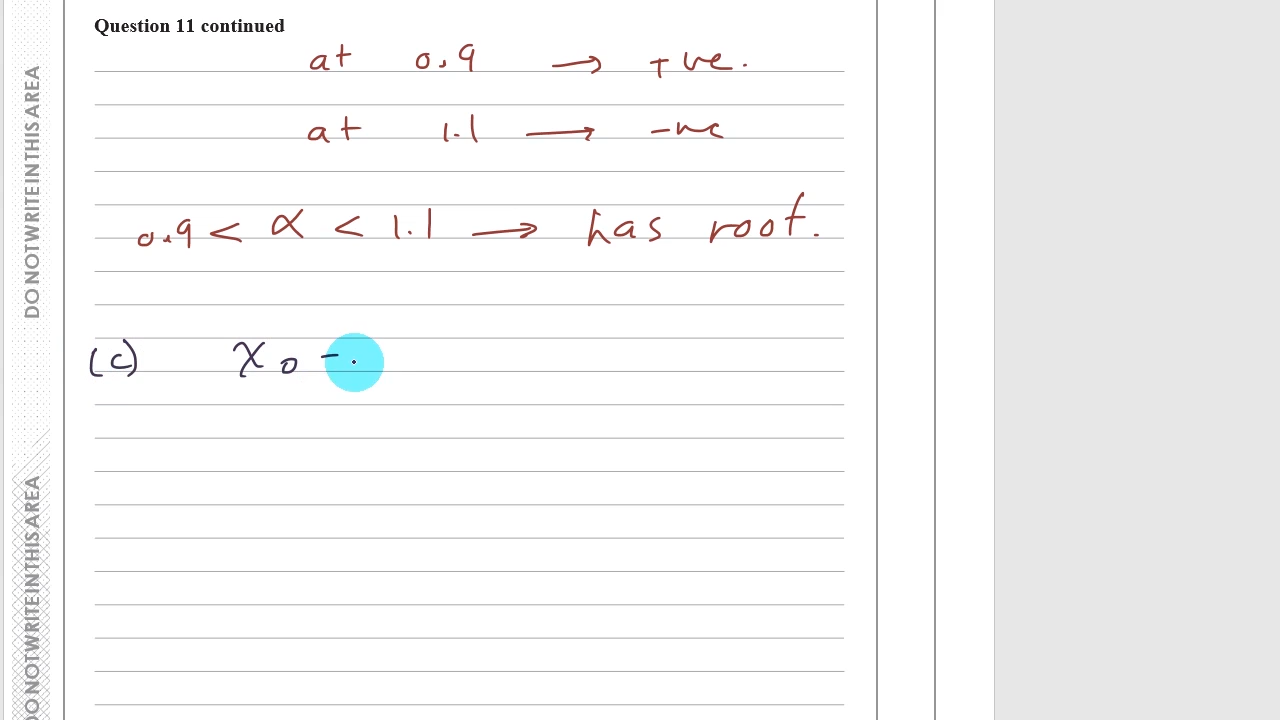 Question 11 continued
at 0.9 → +ve.
at 1.1 → -ve
0.9 < α < 1.1 → has root.
(c) x₀ -
DO NOT WRITE IN THIS AREA
DO NOT WRITE IN THIS AREA